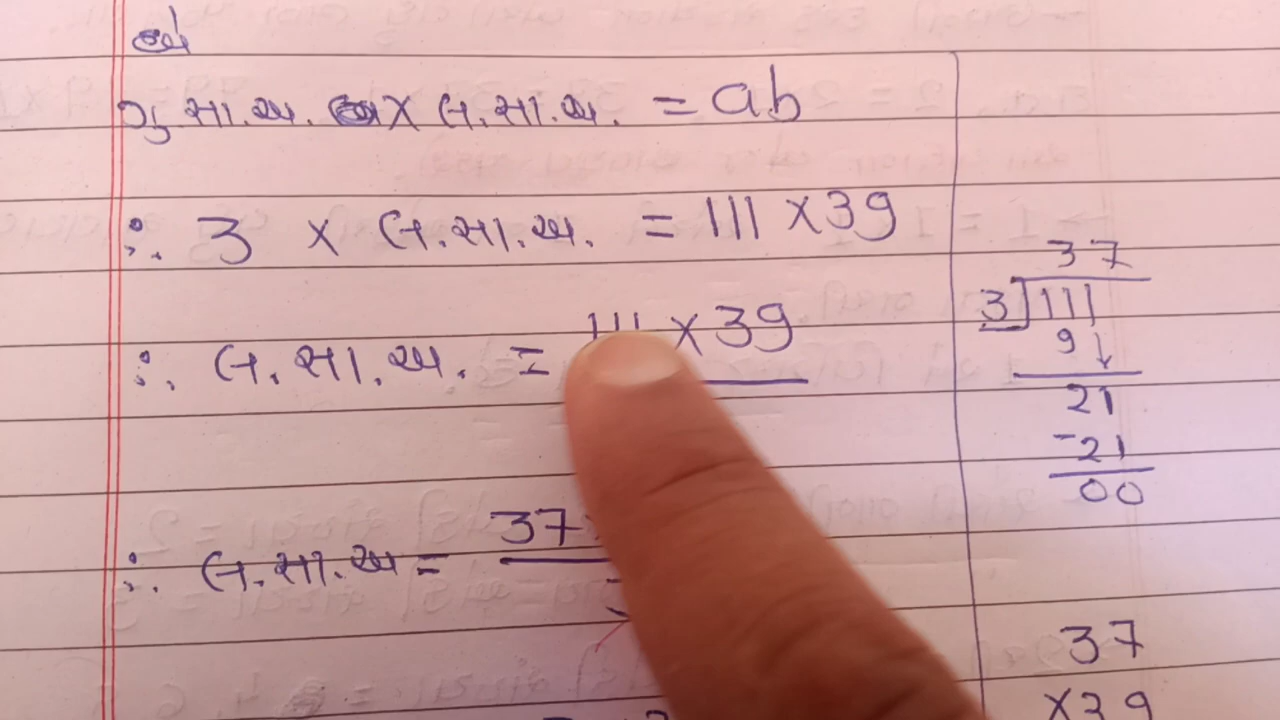 ગુ.સા.અ. × લ.સા.અ. = ab
∴ 3 × લ.સા.અ. = 111 × 39
∴ લ.સા.અ. = 111 × 39
∴ લ.સા.અ. = 37
37
3 111
9 ↓
21
-21
00
37
×39